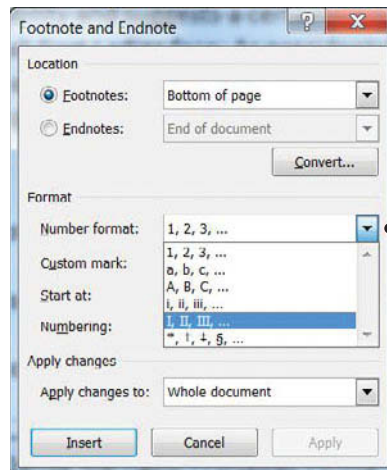 Footnote and Endnote
Location
Footnotes: Bottom of page
Endnotes: End of document
Convert...
Format
Number format: 1, 2, 3, ...
1, 2, 3, ...
Custom mark: a, b, c, ...
A, B, C, ...
Start at: i, ii, iii, ...
Numbering: I, II, III, ...
*, †, ‡, §, ...
Apply changes
Apply changes to: Whole document
Insert Cancel Apply